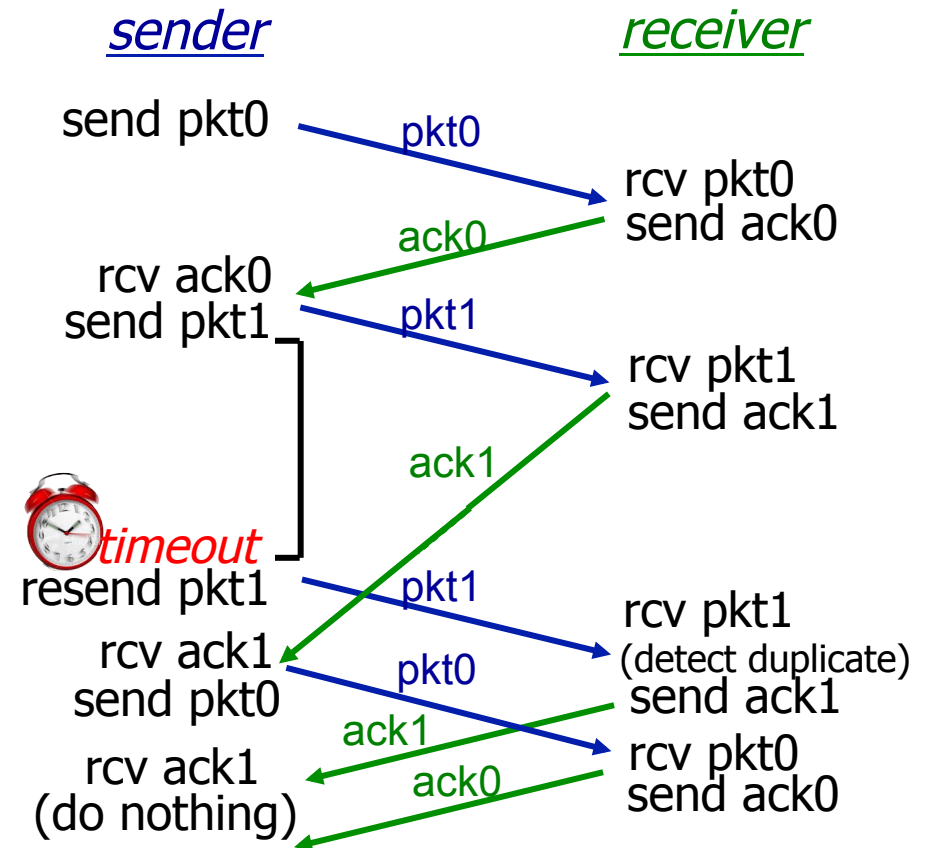 sender
receiver
send pkt0
pkt0
rcv pkt0
send ack0
ack0
rcv ack0
send pkt1
pkt1
rcv pkt1
send ack1
ack1
timeout
resend pkt1
pkt1
rcv pkt1
(detect duplicate)
send ack1
rcv ack1
send pkt0
pkt0
ack1
rcv pkt0
send ack0
rcv ack1
(do nothing)
ack0